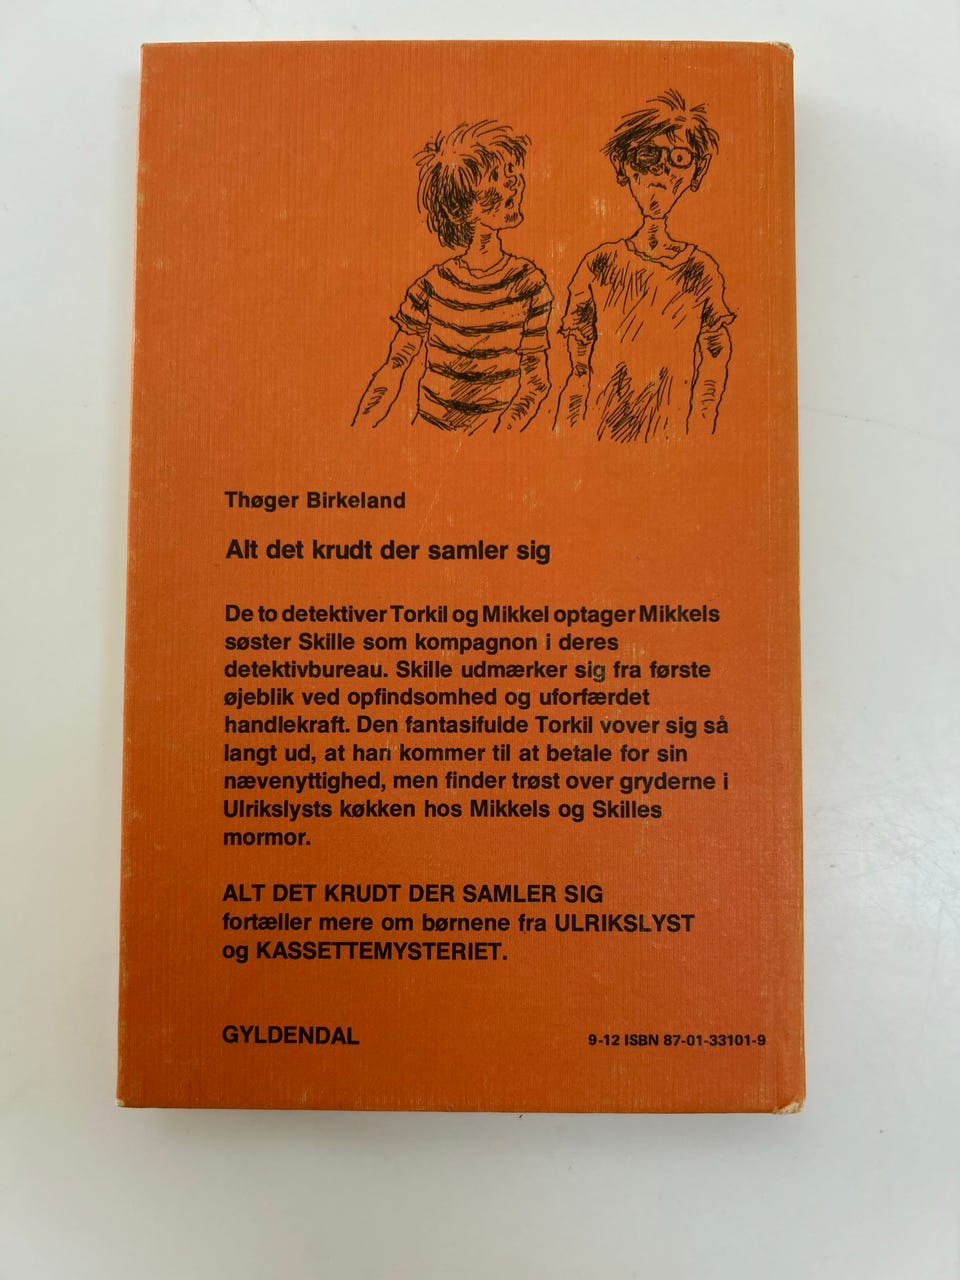 Thøger Birkeland
Alt det krudt der samler sig
De to detektiver Torkil og Mikkel optager Mikkels
søster Skille som kompagnon i deres
detektivbureau. Skille udmærker sig fra første
øjeblik ved opfindsomhed og uforfærdet
handlekraft. Den fantasifulde Torkil vover sig så
langt ud, at han kommer til at betale for sin
nævenyttighed, men finder trøst over gryderne i
Ulrikslysts køkken hos Mikkels og Skilles
mormor.
ALT DET KRUDT DER SAMLER SIG
fortæller mere om børnene fra ULRIKSLYST
og KASSETTEMYSTERIET.
GYLDENDAL
9-12 ISBN 87-01-33101-9